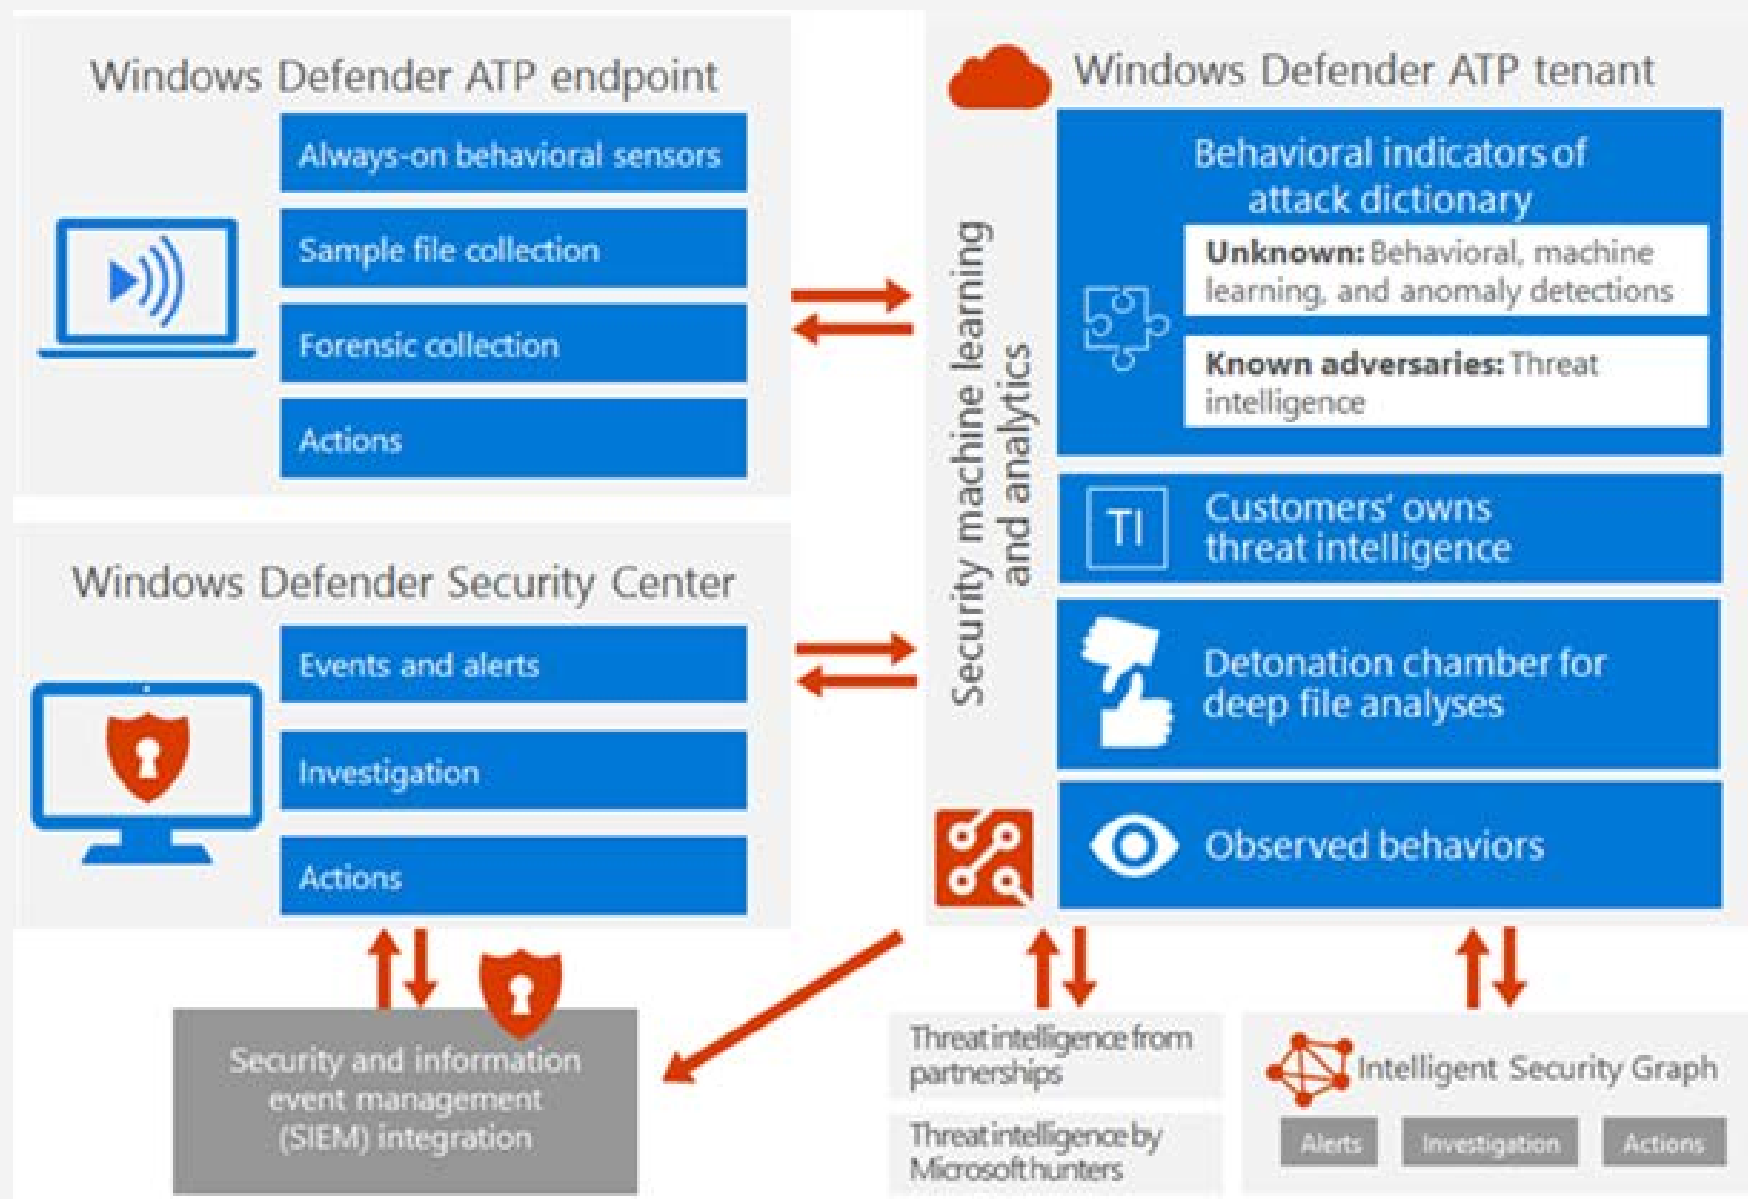 Windows Defender ATP endpoint
Always-on behavioral sensors
Sample file collection
Forensic collection
Actions
Windows Defender Security Center
Events and alerts
Investigation
Actions
Security and information
event management
(SIEM) integration
Windows Defender ATP tenant
Security machine learning
and analytics
Behavioral indicators of
attack dictionary
Unknown: Behavioral, machine
learning, and anomaly detections
Known adversaries: Threat
intelligence
TI
Customers' owns
threat intelligence
Detonation chamber for
deep file analyses
Observed behaviors
Threat intelligence from
partnerships
Threat intelligence by
Microsoft hunters
Intelligent Security Graph
Alerts
Investigation
Actions